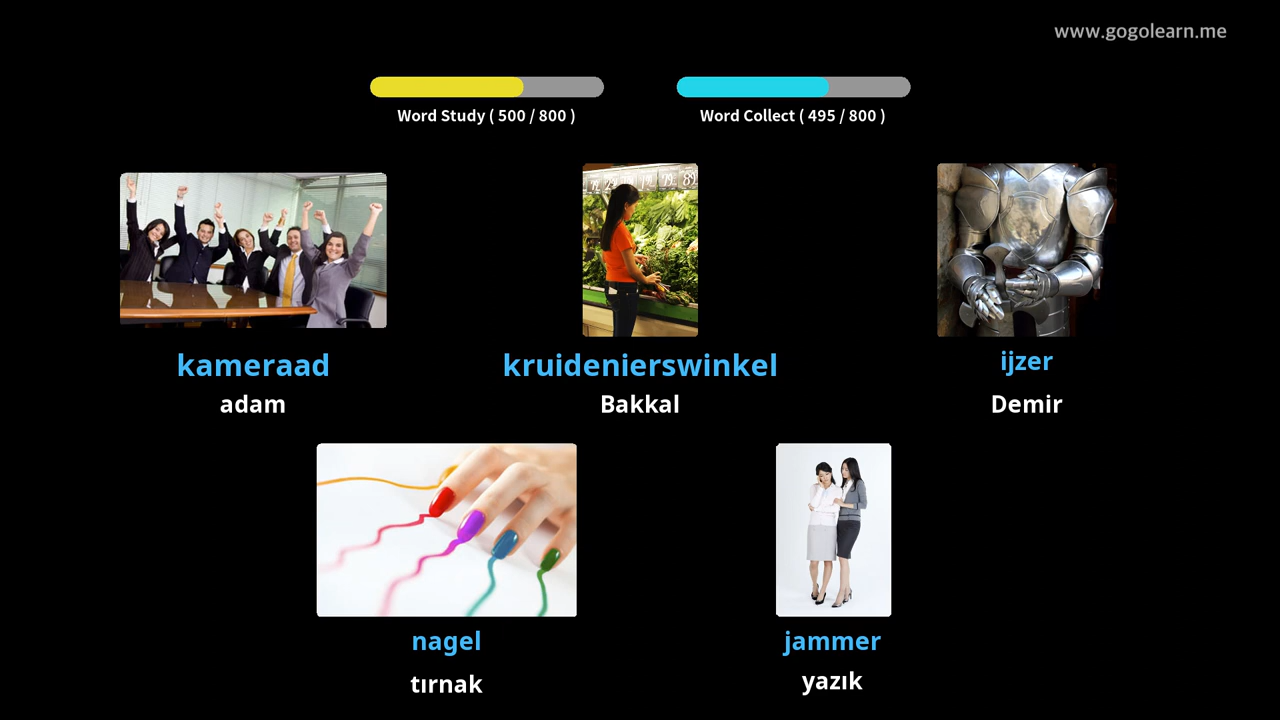 www.gogolearn.me
Word Study ( 500 / 800 )
Word Collect ( 495 / 800 )
kameraad
adam
kruidenierswinkel
Bakkal
ijzer
Demir
nagel
tırnak
jammer
yazık